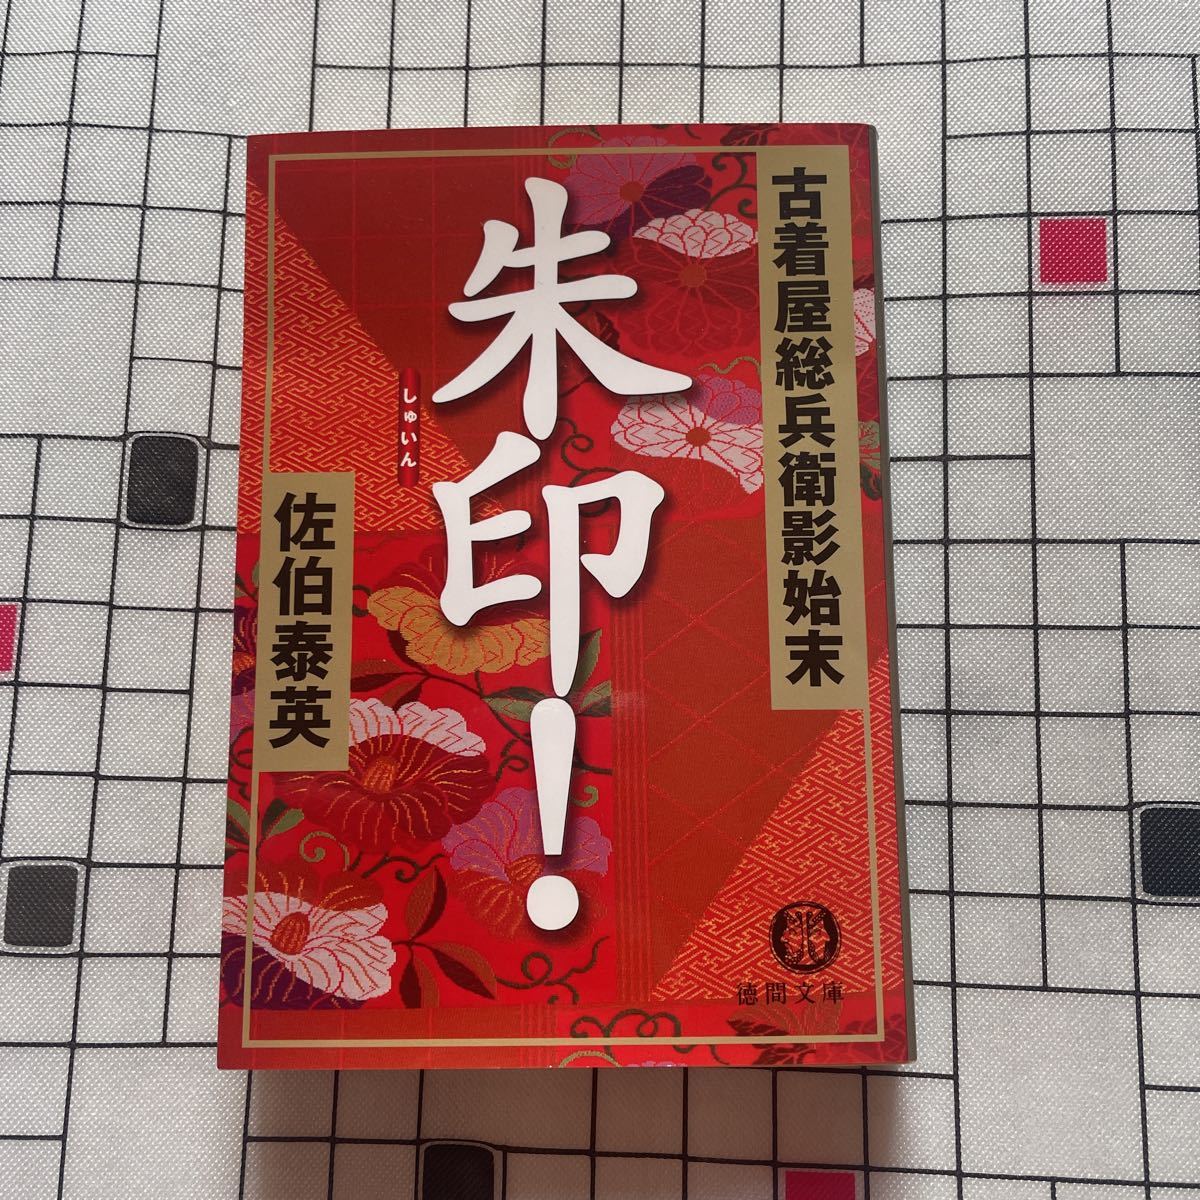 古着屋総兵衛影始末
朱印！
しゅいん
佐伯泰英
徳間文庫